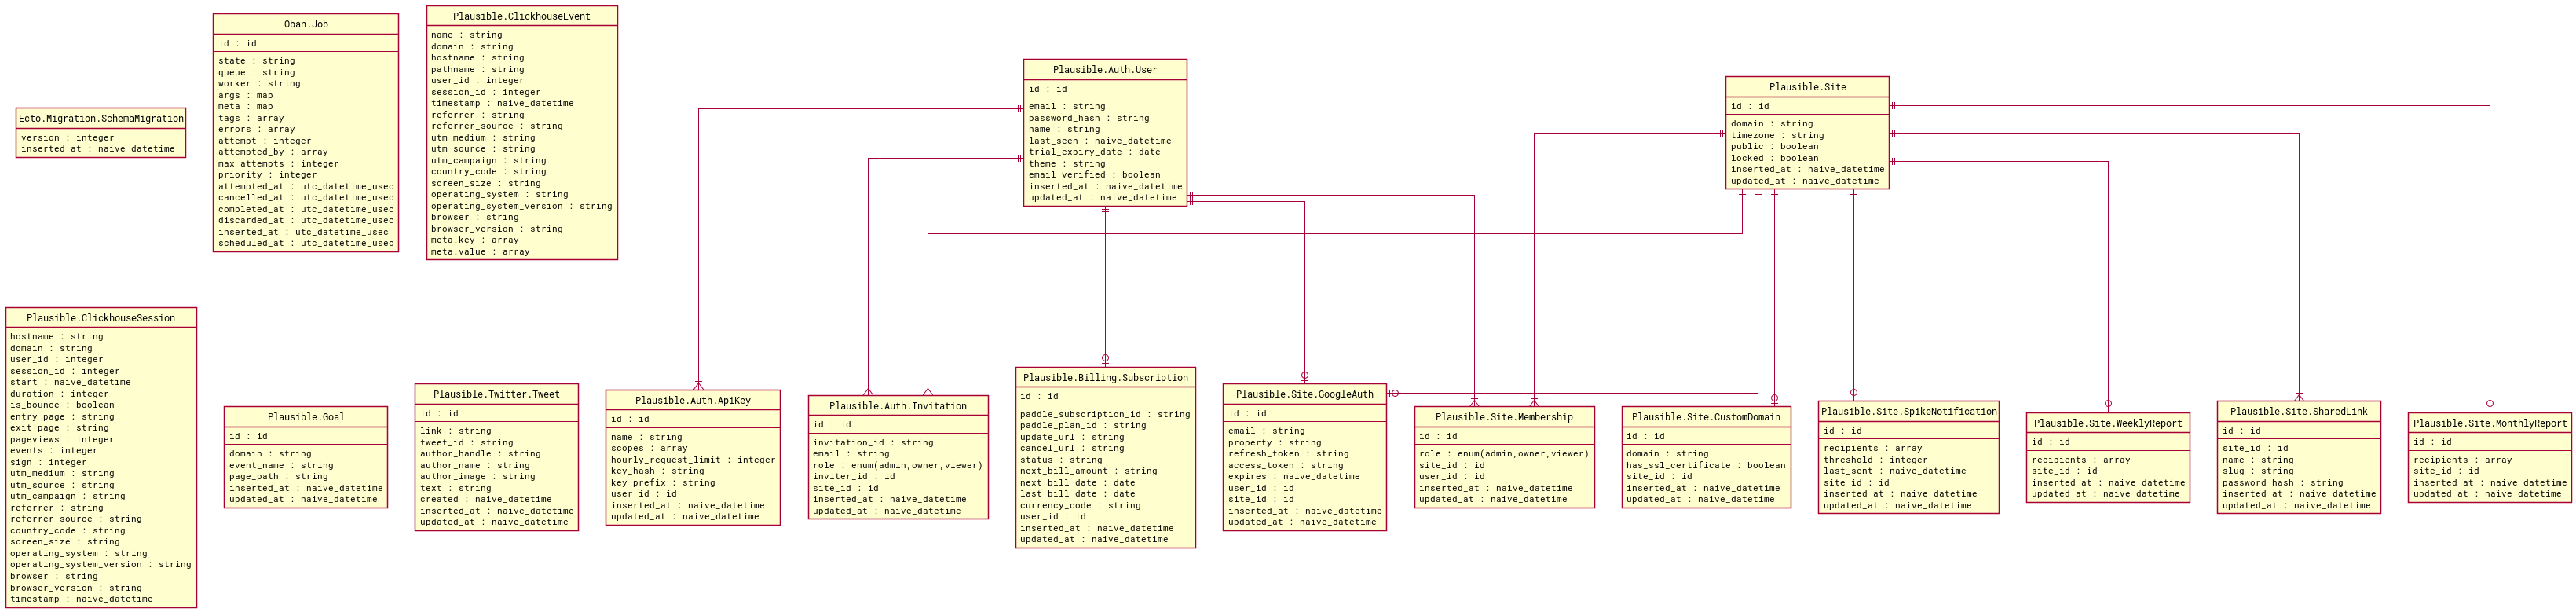 Ecto.Migration.SchemaMigration
version : integer
inserted_at : naive_datetime
Oban.Job
id : id
state : string
queue : string
worker : string
args : map
meta : map
tags : array
errors : array
attempt : integer
attempted_by : array
max_attempts : integer
priority : integer
attempted_at : utc_datetime_usec
cancelled_at : utc_datetime_usec
completed_at : utc_datetime_usec
discarded_at : utc_datetime_usec
inserted_at : utc_datetime_usec
scheduled_at : utc_datetime_usec
Plausible.ClickhouseEvent
name : string
domain : string
hostname : string
pathname : string
user_id : integer
session_id : integer
timestamp : naive_datetime
referrer : string
referrer_source : string
utm_medium : string
utm_source : string
utm_campaign : string
country_code : string
screen_size : string
operating_system : string
operating_system_version : string
browser : string
browser_version : string
meta.key : array
meta.value : array
Plausible.Auth.User
id : id
email : string
password_hash : string
name : string
last_seen : naive_datetime
trial_expiry_date : date
theme : string
email_verified : boolean
inserted_at : naive_datetime
updated_at : naive_datetime
Plausible.Site
id : id
domain : string
timezone : string
public : boolean
locked : boolean
inserted_at : naive_datetime
updated_at : naive_datetime
Plausible.ClickhouseSession
hostname : string
domain : string
user_id : integer
session_id : integer
start : naive_datetime
duration : integer
is_bounce : boolean
entry_page : string
exit_page : string
pageviews : integer
events : integer
sign : integer
utm_medium : string
utm_source : string
utm_campaign : string
referrer : string
referrer_source : string
country_code : string
screen_size : string
operating_system : string
operating_system_version : string
browser : string
browser_version : string
timestamp : naive_datetime
Plausible.Goal
id : id
domain : string
event_name : string
page_path : string
inserted_at : naive_datetime
updated_at : naive_datetime
Plausible.Twitter.Tweet
id : id
link : string
tweet_id : string
author_handle : string
author_name : string
author_image : string
text : string
created : naive_datetime
inserted_at : naive_datetime
updated_at : naive_datetime
Plausible.Auth.ApiKey
id : id
name : string
scopes : array
hourly_request_limit : integer
key_hash : string
key_prefix : string
user_id : id
inserted_at : naive_datetime
updated_at : naive_datetime
Plausible.Auth.Invitation
id : id
invitation_id : string
email : string
role : enum(admin,owner,viewer)
inviter_id : id
site_id : id
inserted_at : naive_datetime
updated_at : naive_datetime
Plausible.Billing.Subscription
id : id
paddle_subscription_id : string
paddle_plan_id : string
update_url : string
cancel_url : string
status : string
next_bill_amount : string
next_bill_date : date
last_bill_date : date
currency_code : string
user_id : id
inserted_at : naive_datetime
updated_at : naive_datetime
Plausible.Site.GoogleAuth
id : id
email : string
property : string
refresh_token : string
access_token : string
expires : naive_datetime
user_id : id
site_id : id
inserted_at : naive_datetime
updated_at : naive_datetime
Plausible.Site.Membership
id : id
role : enum(admin,owner,viewer)
site_id : id
user_id : id
inserted_at : naive_datetime
updated_at : naive_datetime
Plausible.Site.CustomDomain
id : id
domain : string
has_ssl_certificate : boolean
site_id : id
inserted_at : naive_datetime
updated_at : naive_datetime
Plausible.Site.SpikeNotification
id : id
recipients : array
threshold : integer
last_sent : naive_datetime
site_id : id
inserted_at : naive_datetime
updated_at : naive_datetime
Plausible.Site.WeeklyReport
id : id
recipients : array
site_id : id
inserted_at : naive_datetime
updated_at : naive_datetime
Plausible.Site.SharedLink
id : id
site_id : id
name : string
slug : string
password_hash : string
inserted_at : naive_datetime
updated_at : naive_datetime
Plausible.Site.MonthlyReport
id : id
recipients : array
site_id : id
inserted_at : naive_datetime
updated_at : naive_datetime